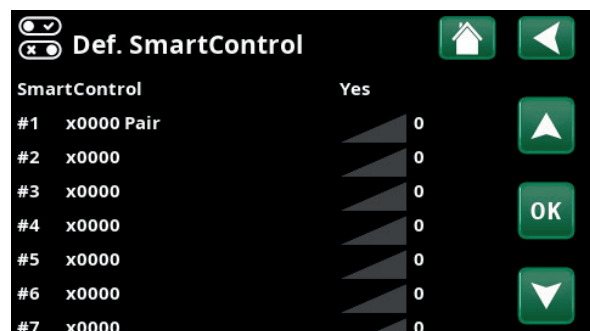 Def. SmartControl
SmartControl Yes
#1 x0000 Pair 0
#2 x0000 0
#3 x0000 0
#4 x0000 0
OK
#5 x0000 0
#6 x0000 0
#7 x0000 0